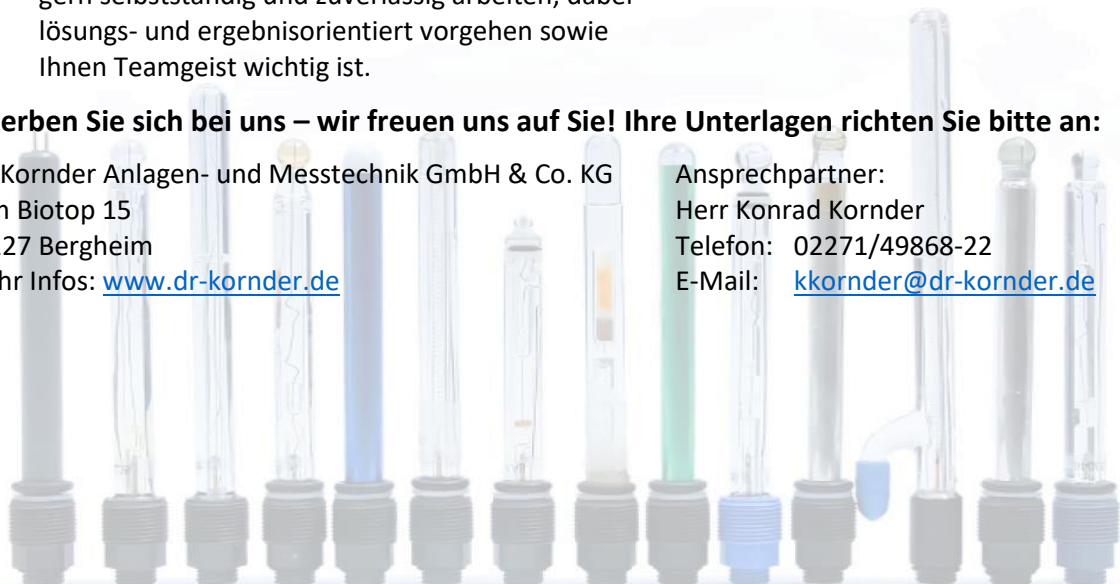 gern selbstständig und zuverlässig arbeiten, dabei
lösungs- und ergebnisorientiert vorgehen sowie
Ihnen Teamgeist wichtig ist.
erben Sie sich bei uns – wir freuen uns auf Sie! Ihre Unterlagen richten Sie bitte an:
Kornder Anlagen- und Messtechnik GmbH & Co. KG
Biotop 15
27 Bergheim
hr Infos: www.dr-kornder.de
Ansprechpartner:
Herr Konrad Kornder
Telefon: 02271/49868-22
E-Mail: kkornder@dr-kornder.de